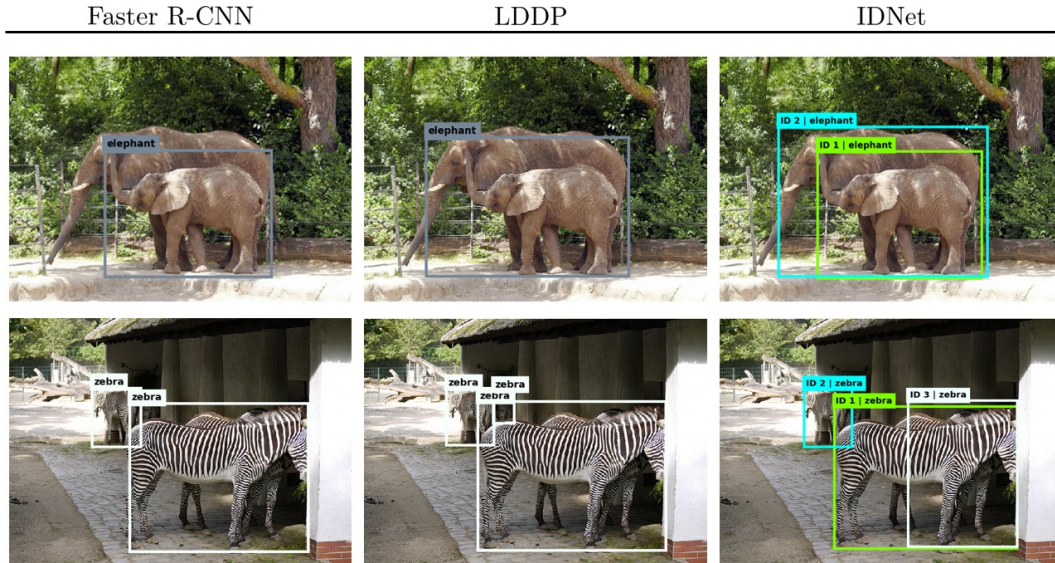 Faster R-CNN LDDP IDNet
elephant
elephant
ID 2 | elephant
ID 1 | elephant
zebra
zebra
zebra
zebra
zebra
ID 2 | zebra
ID 1 | zebra
ID 3 | zebra